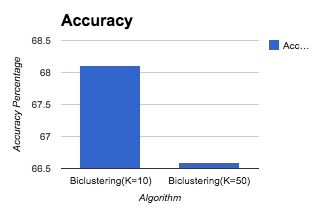 Accuracy
68.5
68
67.5
67
66.5
Accuracy Percentage
Biclustering(K=10) Biclustering(K=50)
Algorithm
Acc...